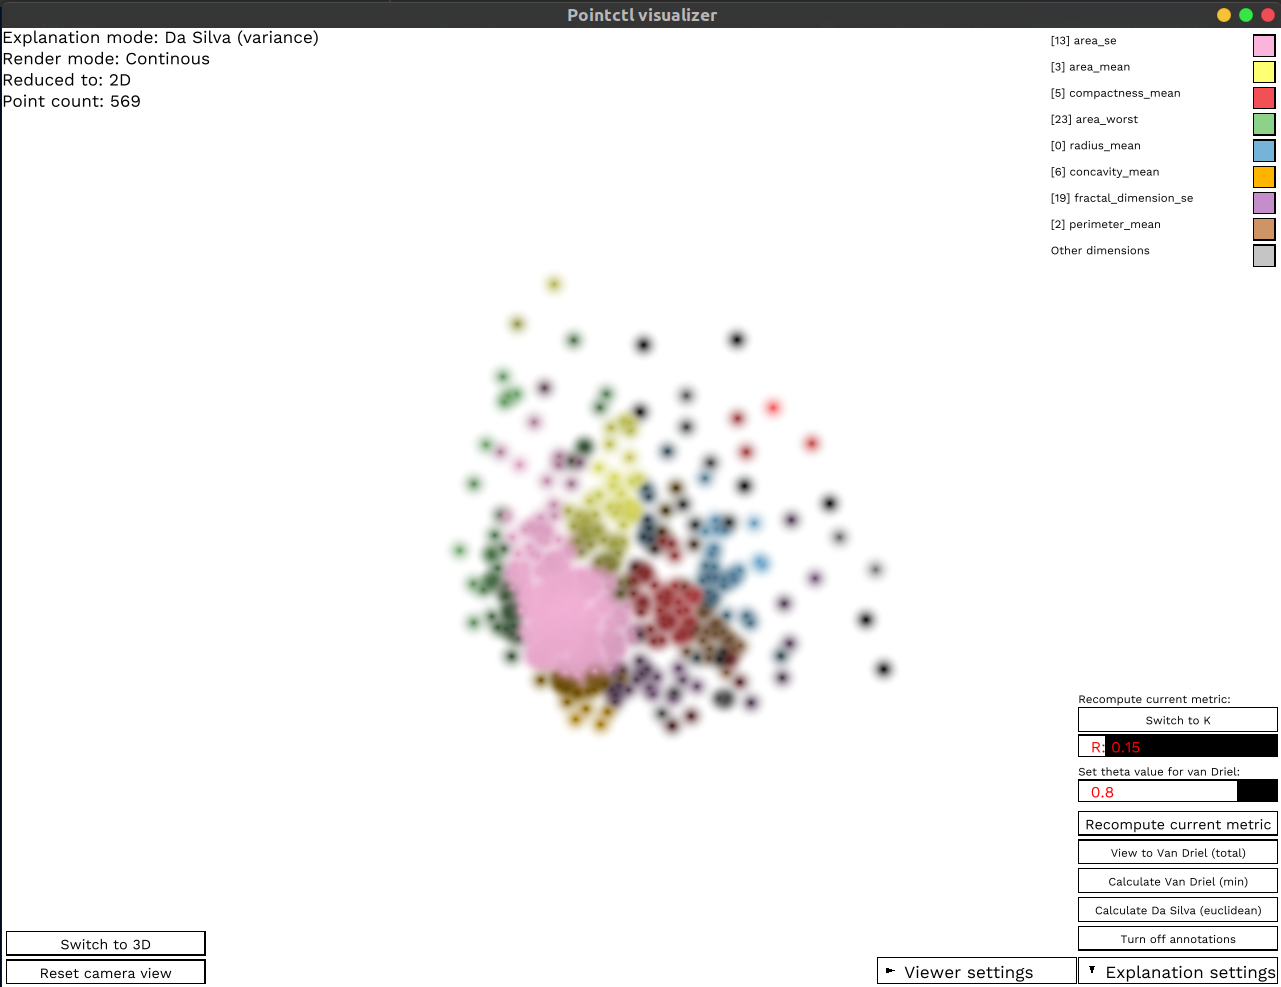 Pointctl visualizer
Explanation mode: Da Silva (variance)
Render mode: Continous
Reduced to: 2D
Point count: 569
[13] area_se
[3] area_mean
[5] compactness_mean
[23] area_worst
[0] radius_mean
[6] concavity_mean
[19] fractal_dimension_se
[2] perimeter_mean
Other dimensions
Recompute current metric:
Switch to K
R: 0.15
Set theta value for van Driel:
0.8
Recompute current metric
View to Van Driel (total)
Calculate Van Driel (min)
Calculate Da Silva (euclidean)
Turn off annotations
Switch to 3D
Reset camera view
Viewer settings
Explanation settings